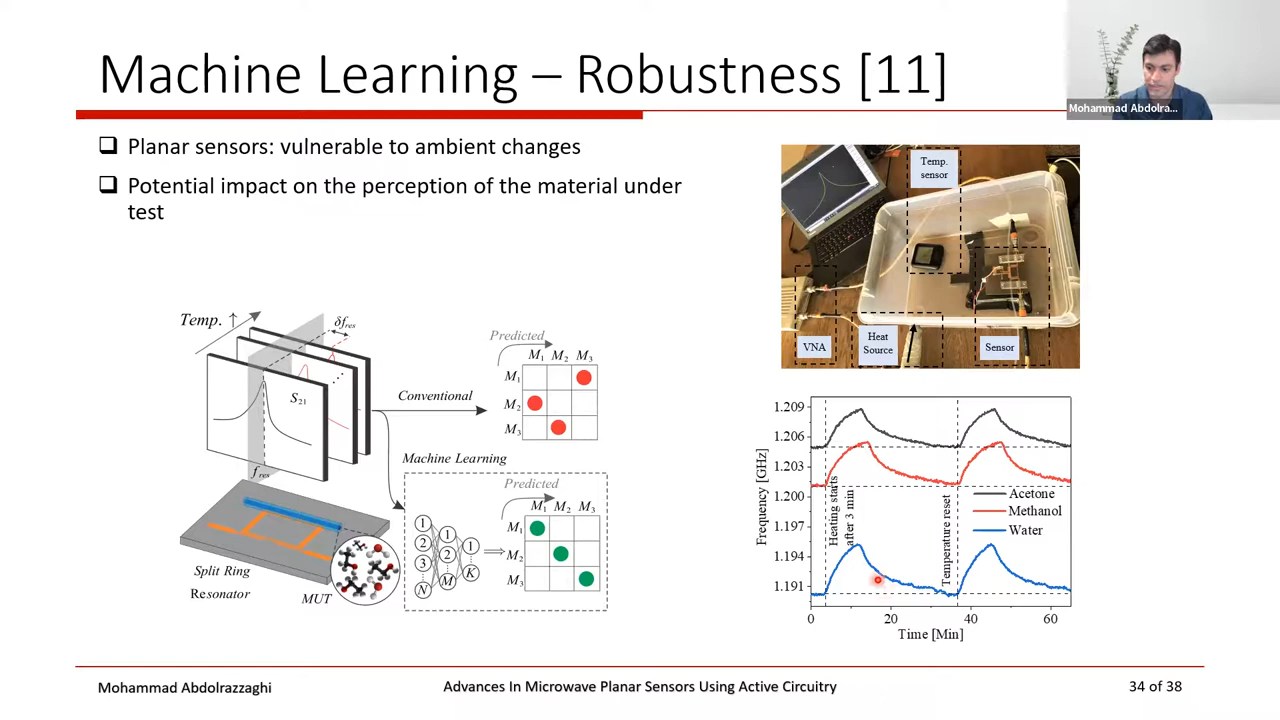 Machine Learning – Robustness [11]
Mohammad Abdolra...
❑ Planar sensors: vulnerable to ambient changes
❑ Potential impact on the perception of the material under
test
Temp.
sensor
VNA
Heat
Source
Sensor
Temp. ↑
δfres
S21
fres
Conventional
Predicted
M1 M2 M3
M1
M2
M3
Machine Learning
Predicted
M1 M2 M3
M1
M2
M3
1
2
3
N
1
2
M
1
K
Split Ring
Resonator
MUT
Frequency [GHz]
1.209
1.206
1.203
1.200
1.197
1.194
1.191
Heating starts
after 3 min
Temperature reset
Acetone
Methanol
Water
0 20 40 60
Time [Min]
Mohammad Abdolrazzaghi
Advances In Microwave Planar Sensors Using Active Circuitry
34 of 38